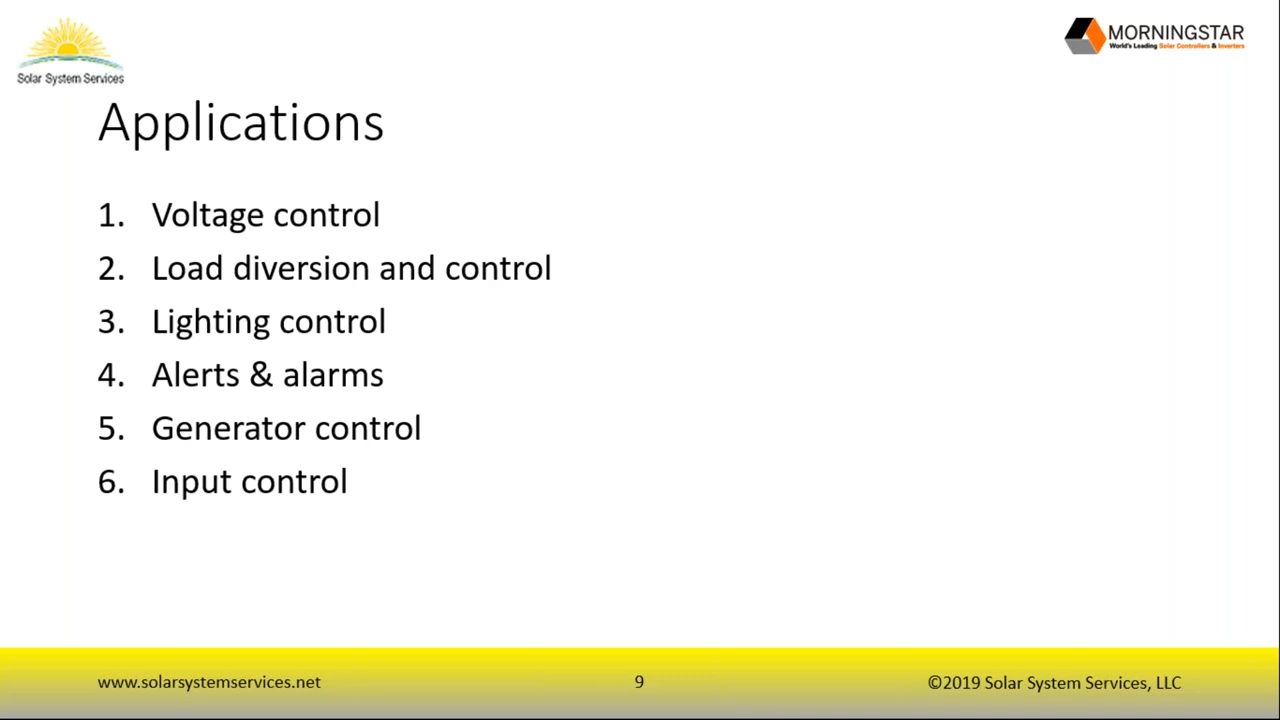 Solar System Services
MORNINGSTAR
World's Leading Solar Controllers & Inverters
Applications
1. Voltage control
2. Load diversion and control
3. Lighting control
4. Alerts & alarms
5. Generator control
6. Input control
www.solarsystemservices.net
9
©2019 Solar System Services, LLC